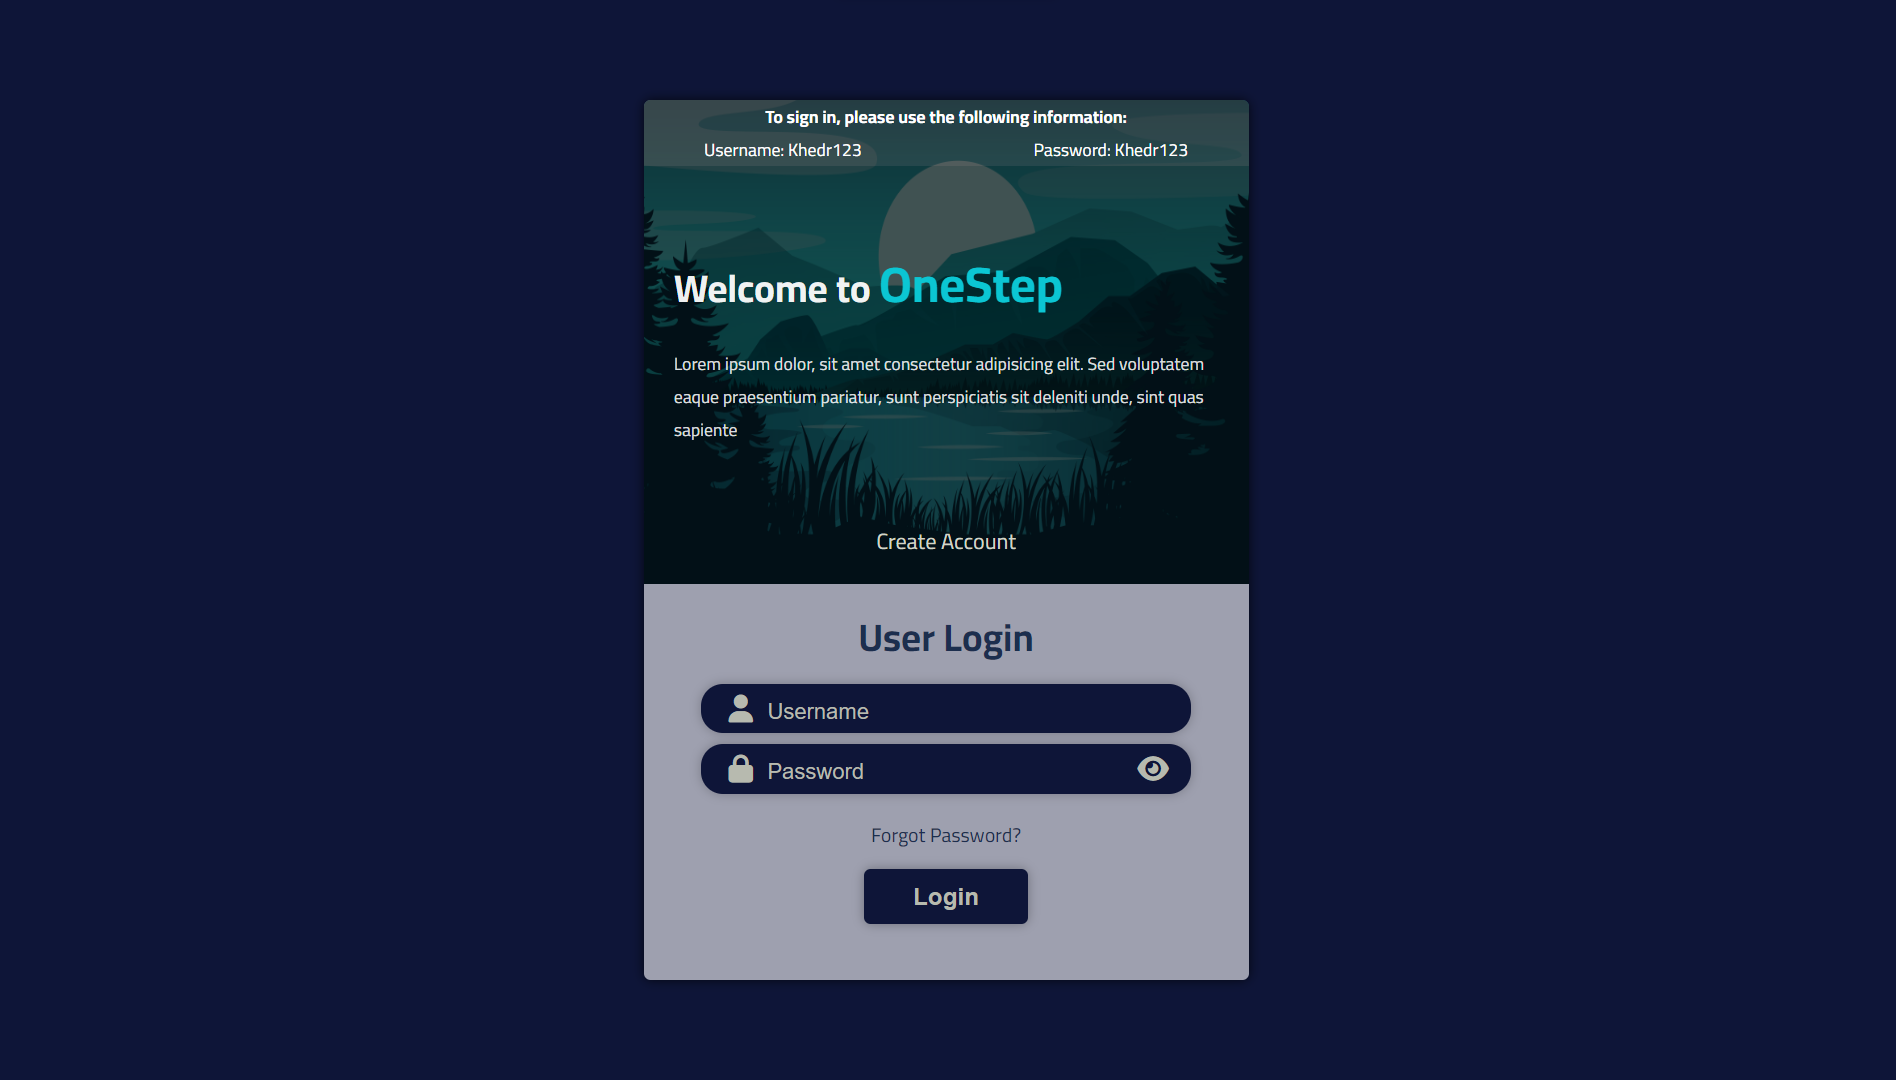 To sign in, please use the following information:
Username: Khedr123 Password: Khedr123
Welcome to OneStep
Lorem ipsum dolor, sit amet consectetur adipisicing elit. Sed voluptatem
eaque praesentium pariatur, sunt perspiciatis sit deleniti unde, sint quas
sapiente
Create Account
User Login
Username
Password
Forgot Password?
Login